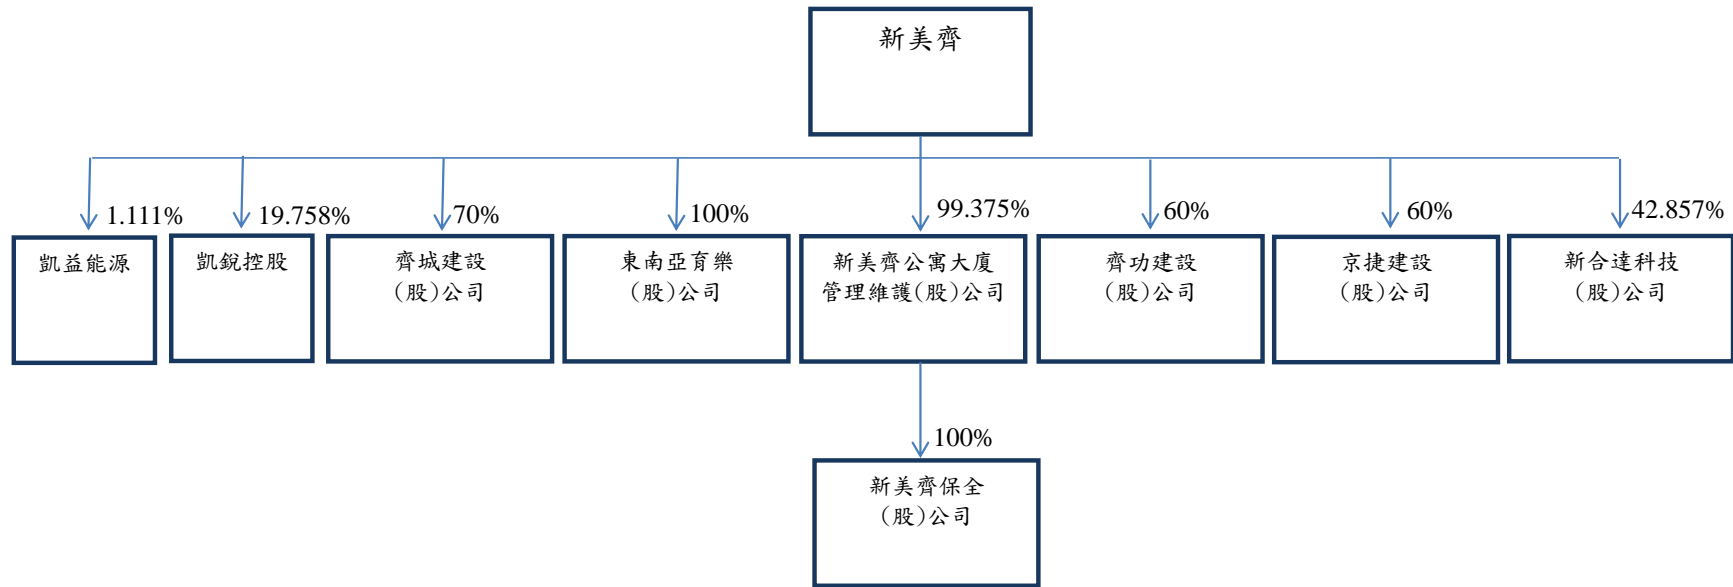 新美齊
1.111%
19.758%
70%
100%
99.375%
60%
60%
42.857%
凱益能源
凱銳控股
齊城建設
(股)公司
東南亞育樂
(股)公司
新美齊公寓大廈
管理維護(股)公司
齊功建設
(股)公司
京捷建設
(股)公司
新合達科技
(股)公司
100%
新美齊保全
(股)公司